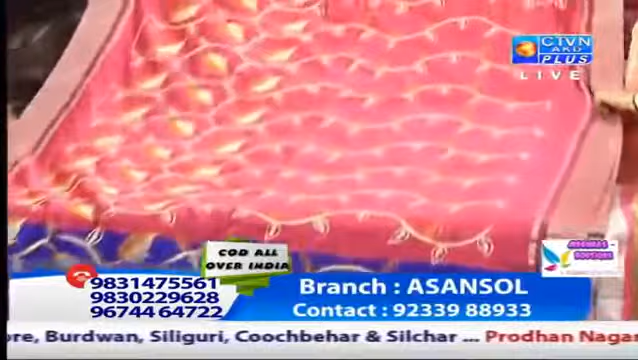 CTVN
AKD
PLUS
LIVE
COD ALL
OVER INDIA
9831475561
9830229628
96744 64722
Branch : ASANSOL
Contact : 92339 88933
ore, Burdwan, Siliguri, Coochbehar & Silchar ... Prodhan Nagar